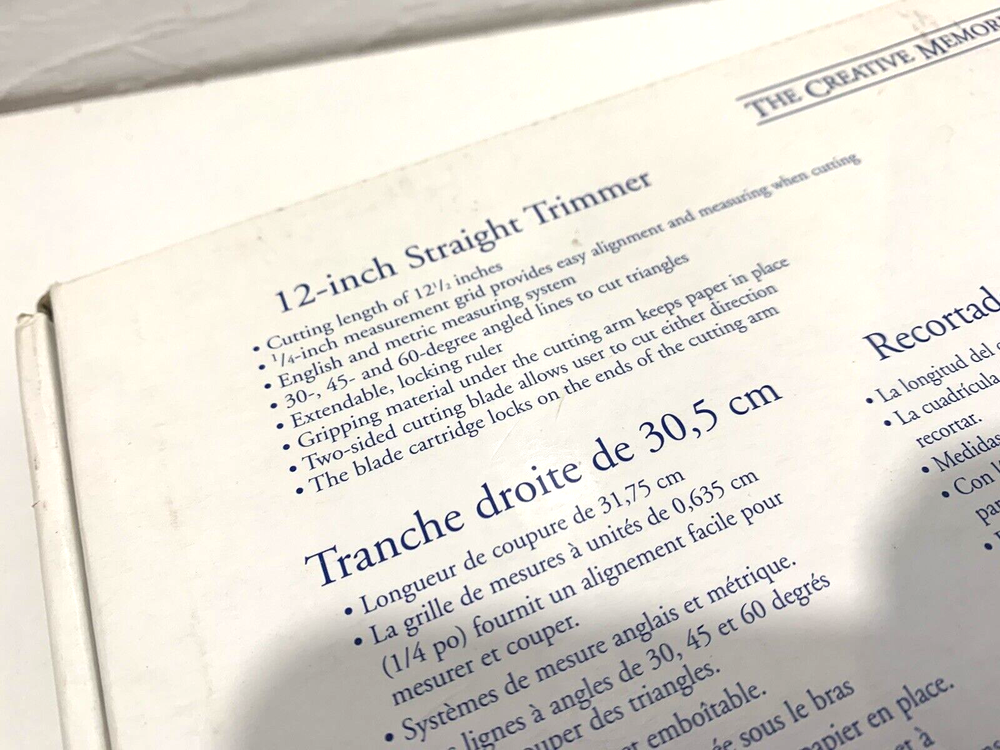 THE CREATIVE
12-inch Straight Trimmer
• Cutting length of 12 1/2 inches
• 1/4-inch measurement grid provides easy alignment and measuring when cutting
• English and metric measuring system
• 30-, 45- and 60-degree angled lines to cut triangles
• Extendable, locking ruler
• Gripping material under the cutting arm keeps paper in place
• Two-sided cutting blade allows user to cut either direction
• The blade cartridge locks on the ends of the cutting arm
Tranche droite de 30,5 cm
• Longueur de coupure de 31,75 cm
• La grille de mesures à unités de 0,635 cm
(1/4 po) fournit un alignement facile pour
mesurer et couper.
• Systèmes de mesure anglais et métrique.
lignes à angles de 30, 45 et 60 degrés
des triangles.
emboîtable.
sous le bras
papier en place.
à
• La longitud del
• La cuadrícula
recortar.
• Medidas
• Con